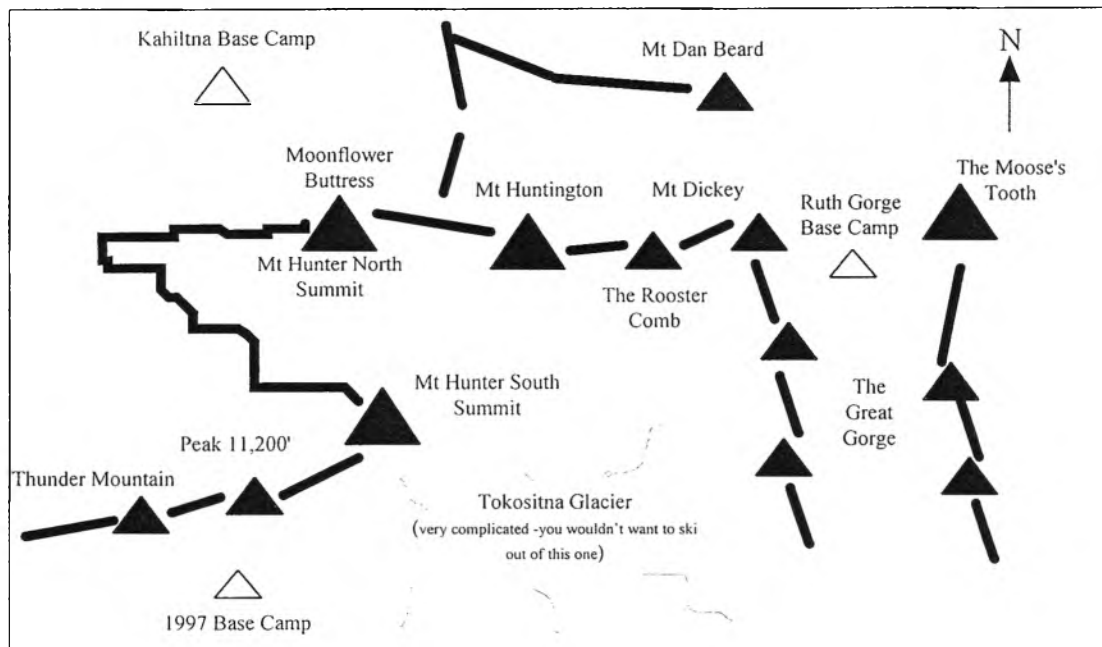 Kahiltna Base Camp
Mt Dan Beard
N
Moonflower
Buttress
Mt Huntington
Mt Dickey
The Moose's
Tooth
Ruth Gorge
Base Camp
Mt Hunter North
Summit
The Rooster
Comb
Mt Hunter South
Summit
The
Great
Gorge
Peak 11,200'
Thunder Mountain
Tokositna Glacier
(very complicated -you wouldn't want to ski
out of this one)
1997 Base Camp